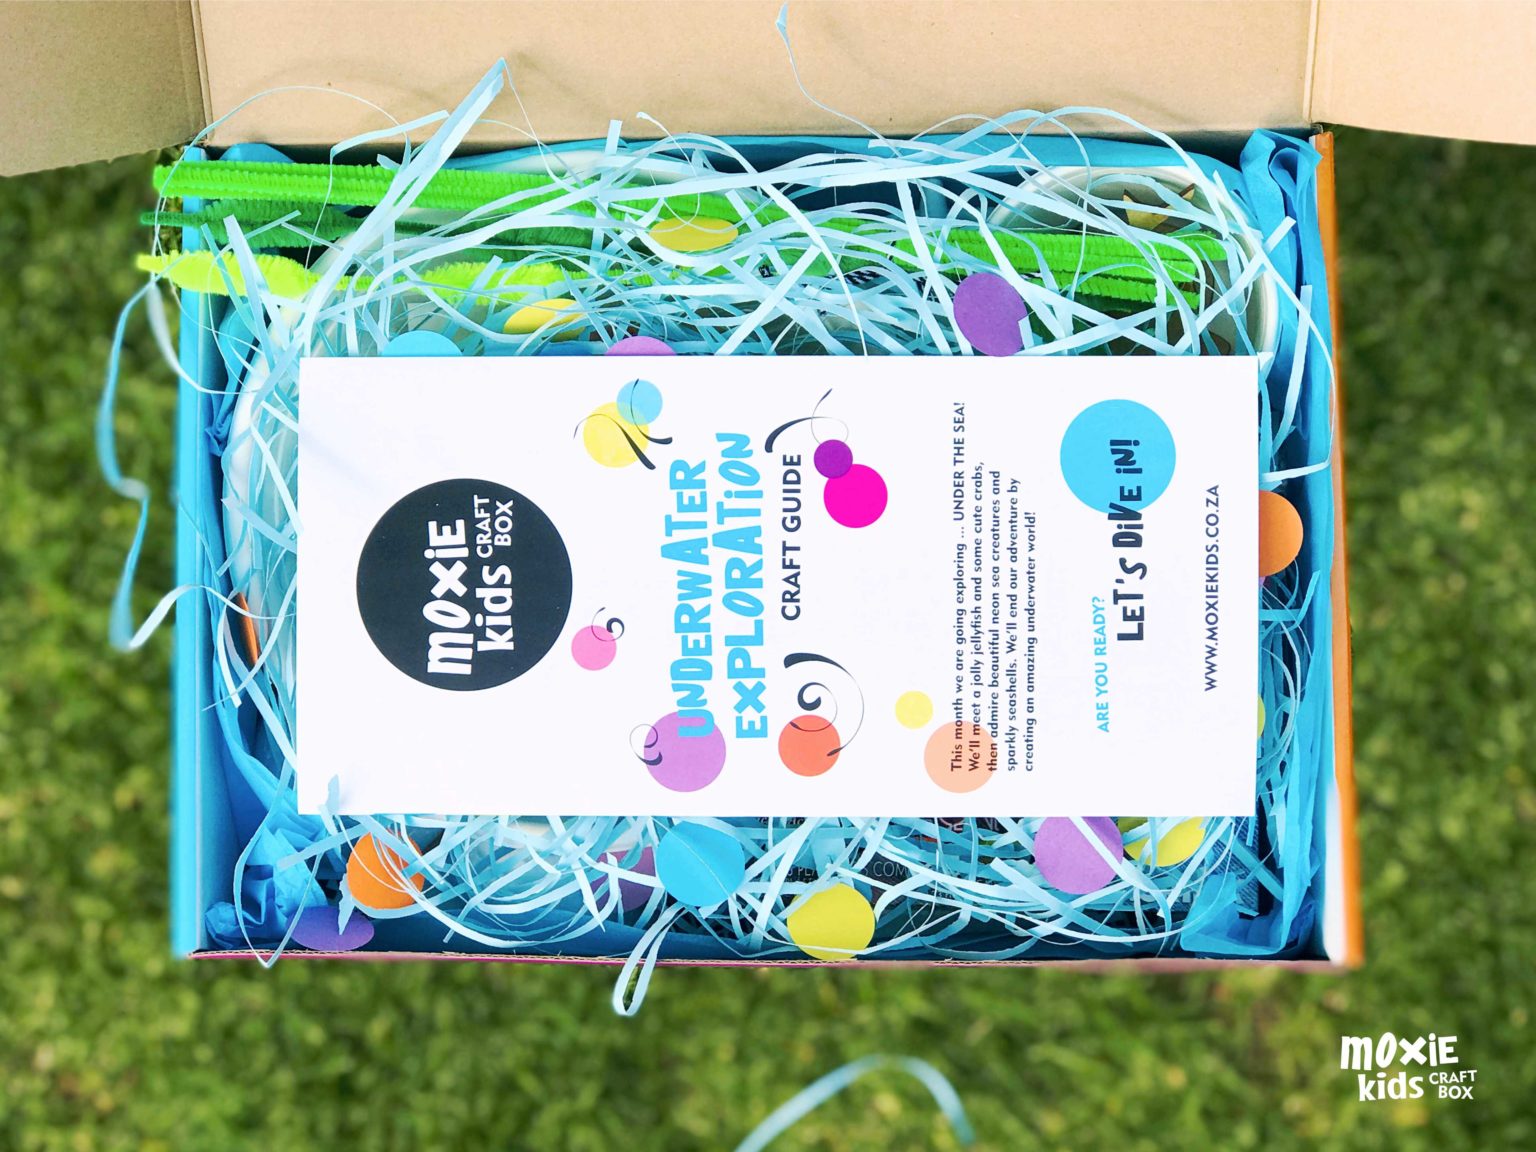 moxie
kids CRAFT
BOX
UNDERWATER
EXPLORATiON
CRAFT GUIDE
This month we are going exploring ... UNDER THE SEA!
We'll meet a jolly jellyfish and some cute crabs,
then admire beautiful neon sea creatures and
sparkly seashells. We'll end our adventure by
creating an amazing underwater world!
ARE YOU READY?
LET'S DiVE iN!
WWW.MOXIEKIDS.CO.ZA
moxiE
kids CRAFT
BOX